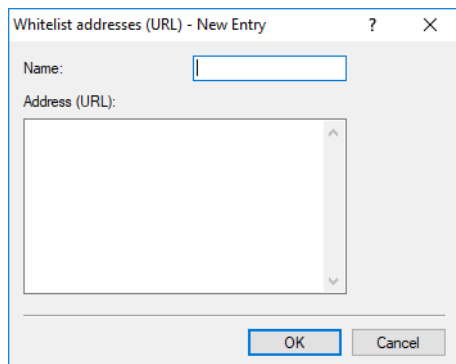 Whitelist addresses (URL) - New Entry ?
Name:
Address (URL):
OK Cancel